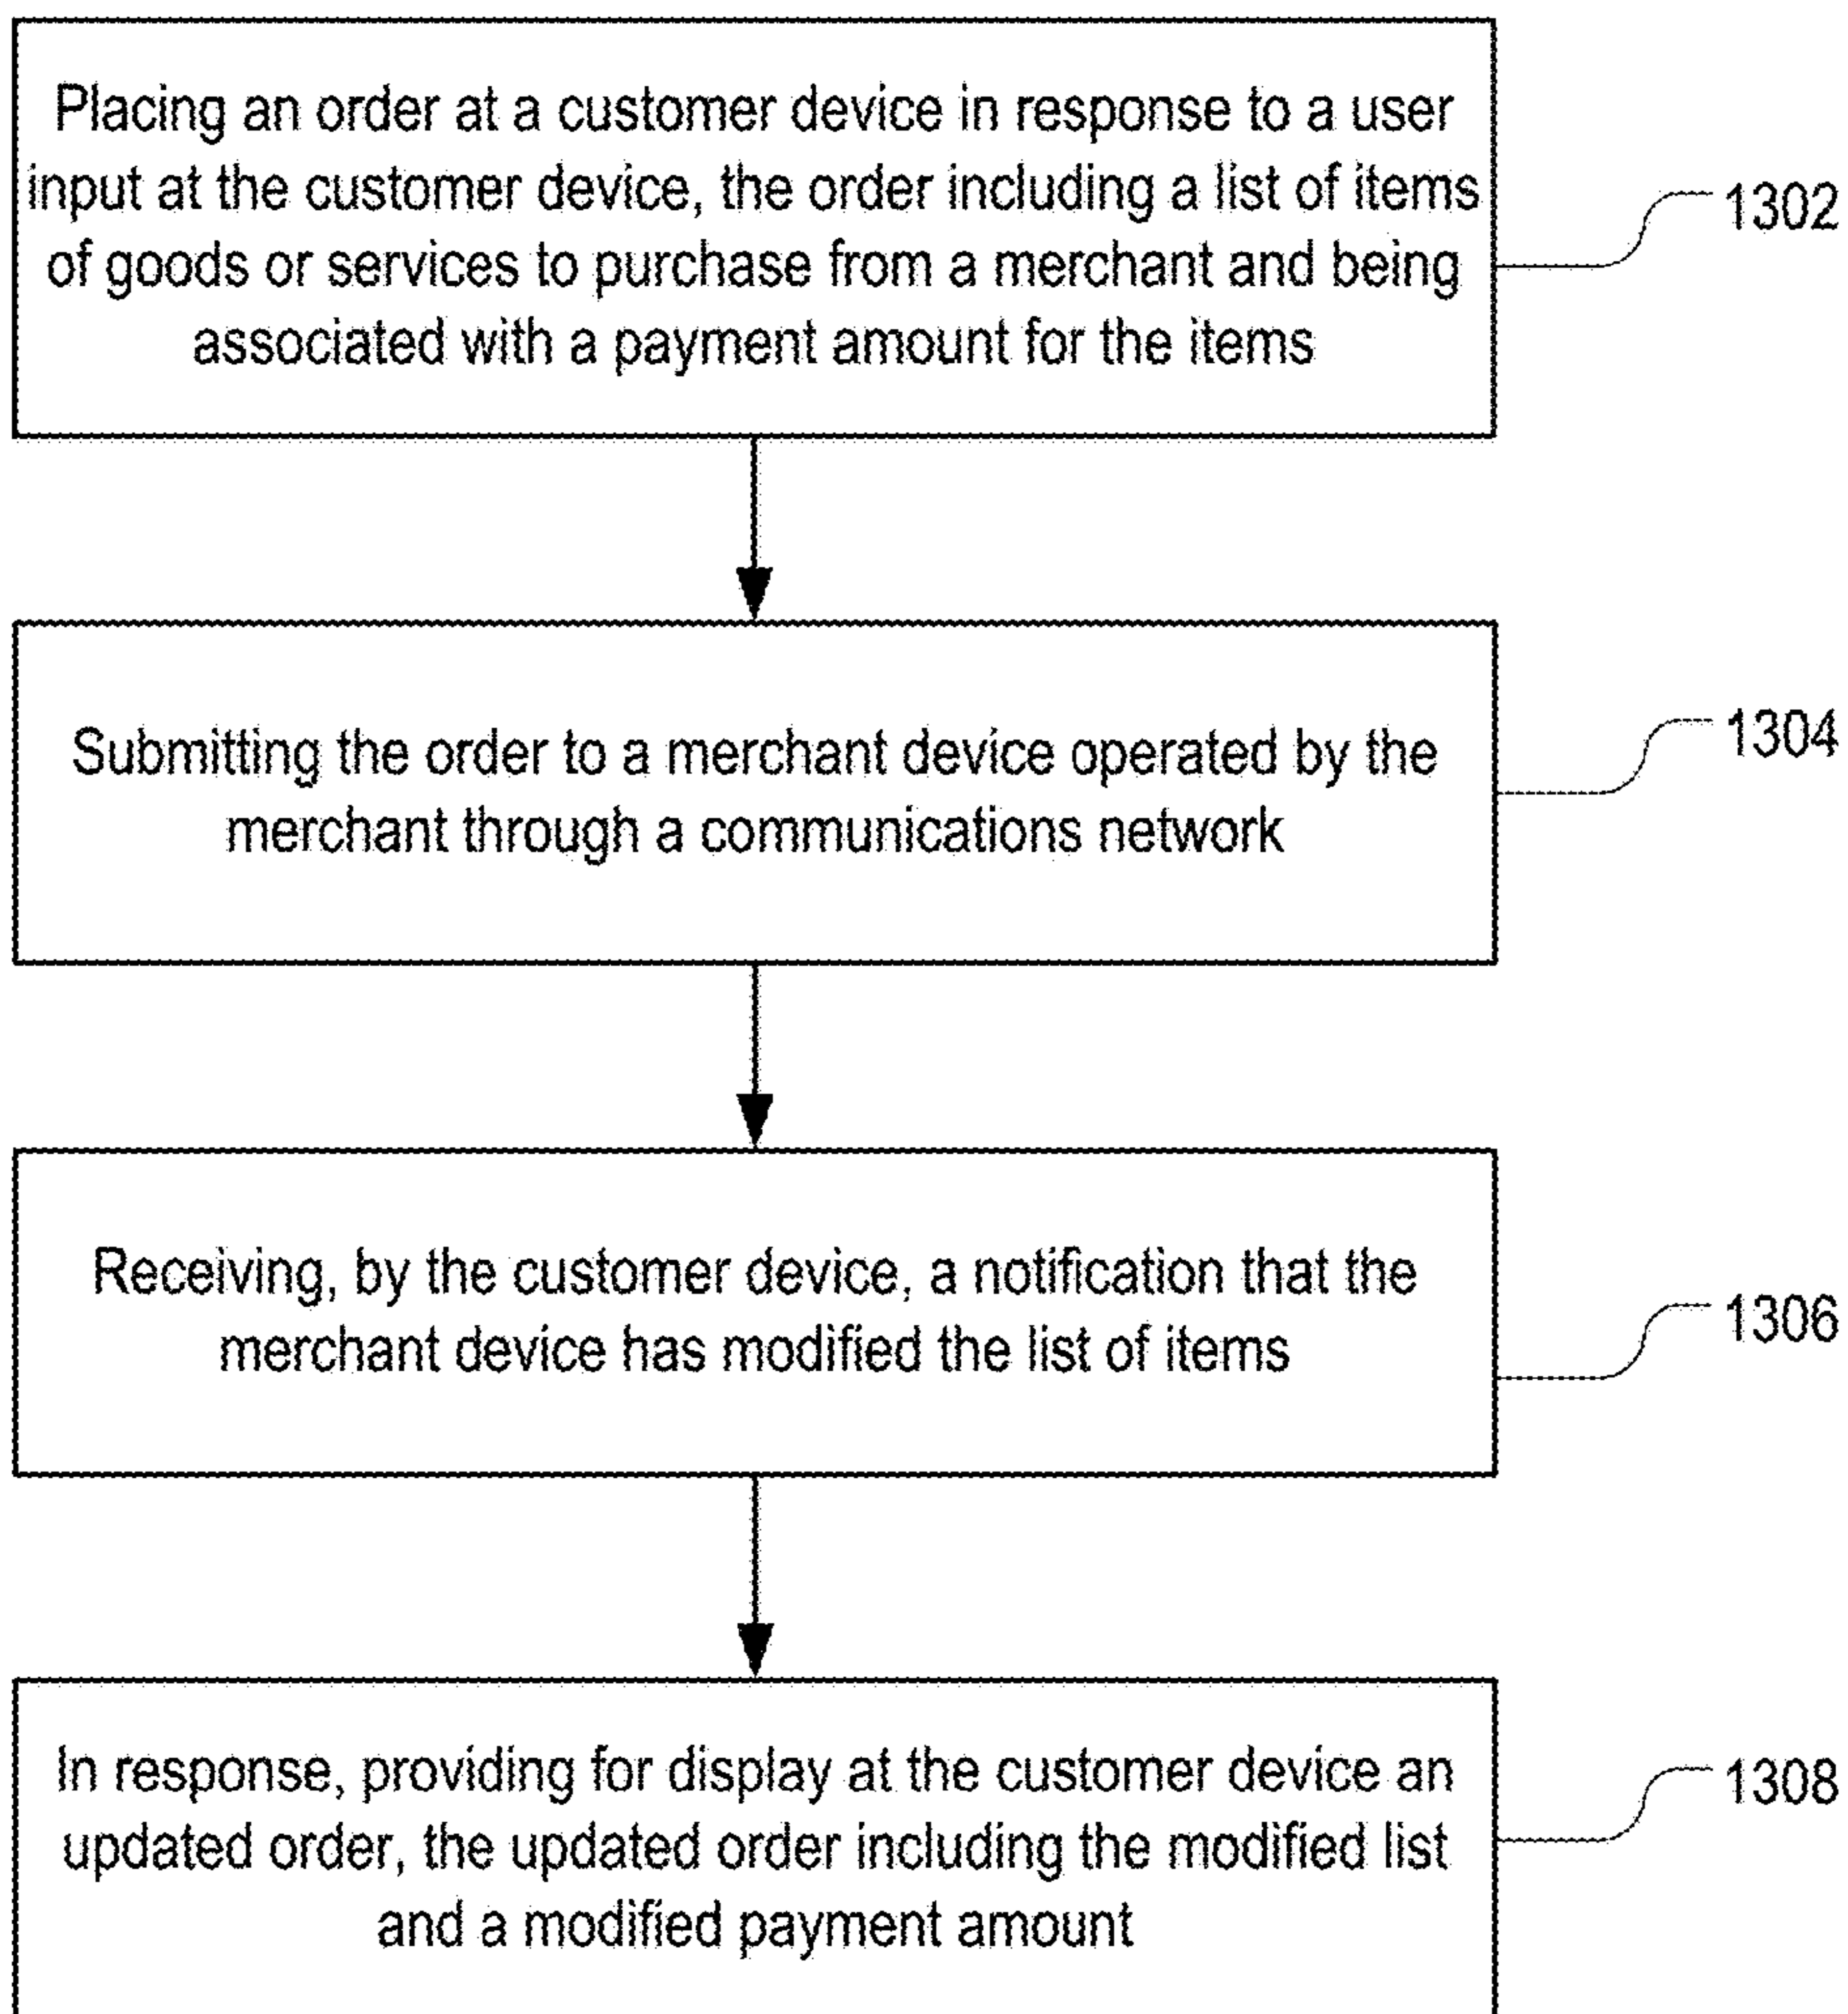 Placing an order at a customer device in response to a user
input at the customer device, the order including a list of items
of goods or services to purchase from a merchant and being
associated with a payment amount for the items
1302
Submitting the order to a merchant device operated by the
merchant through a communications network
1304
Receiving, by the customer device, a notification that the
merchant device has modified the list of items
1306
In response, providing for display at the customer device an
updated order, the updated order including the modified list
and a modified payment amount
1308